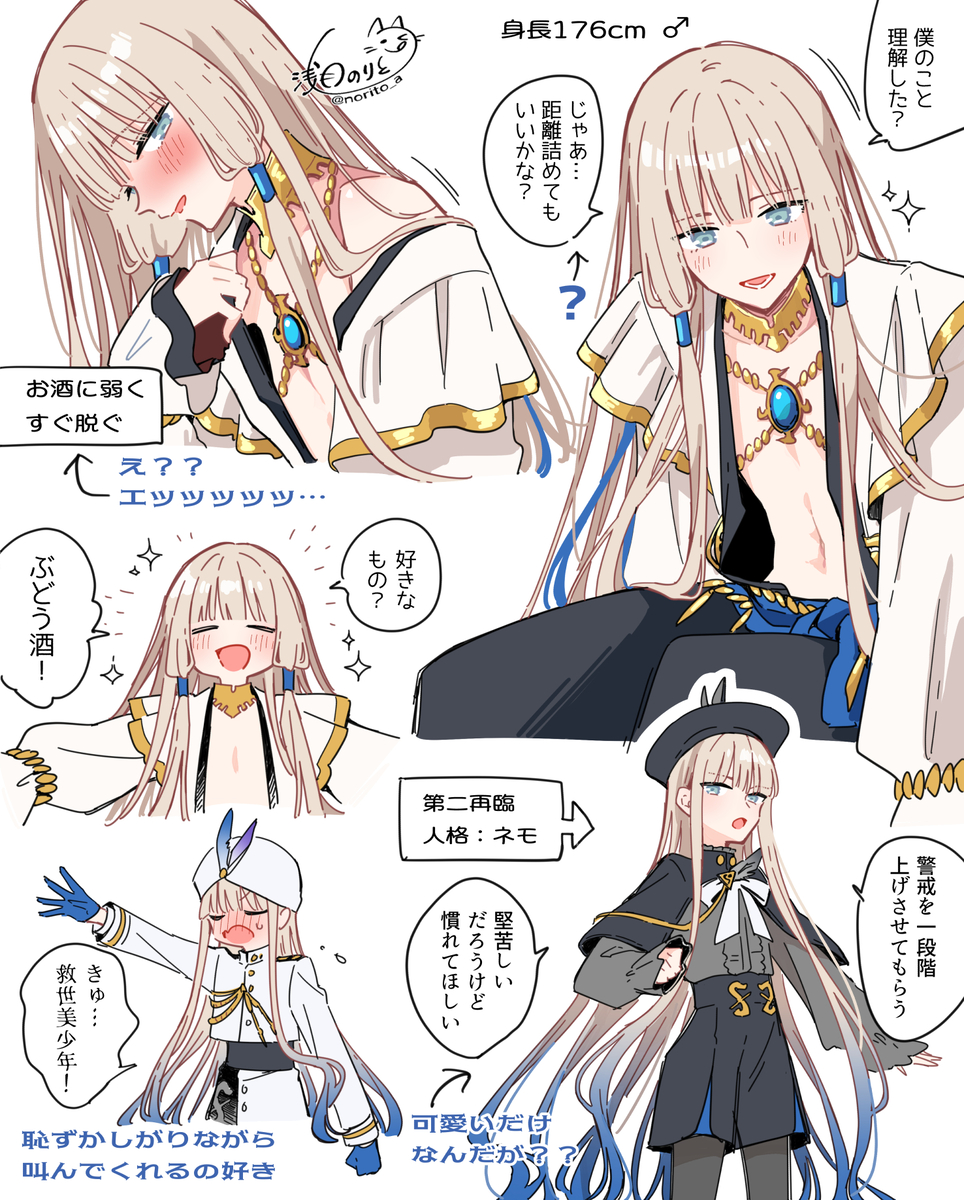 身長176cm ♂
僕のこと
理解した？
じゃあ…
距離詰めても
いいかな？
？
浅日のりと
@norito_a
お酒に弱く
すぐ脱ぐ
え？？
エッッッッッ…
好きな
もの？
ぶどう酒！
第二再臨
人格：ネモ
警戒を一段階
上げさせてもらう
堅苦しい
だろうけど
慣れてほしい
可愛いだけ
なんだが？？
きゅ…
救世美少年！
恥ずかしがりながら
叫んでくれるの好き